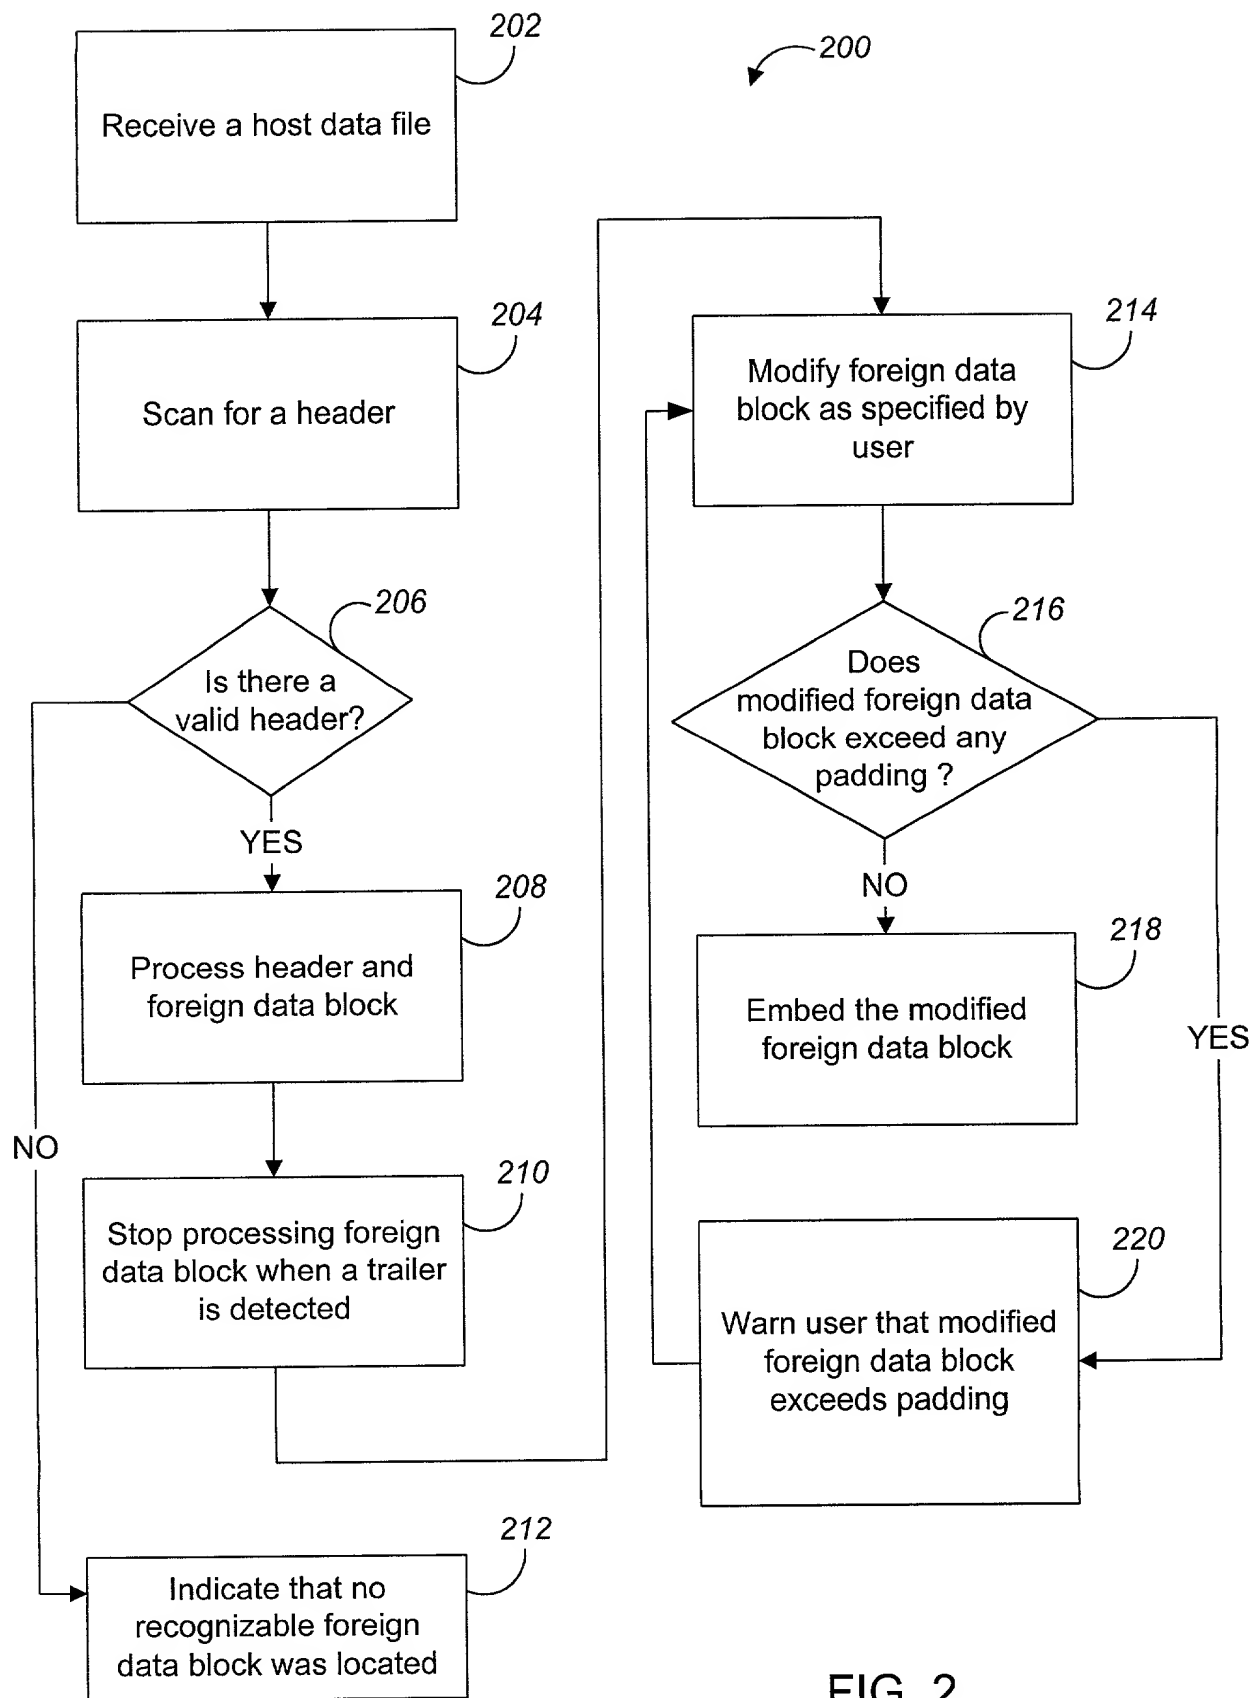 202
Receive a host data file
200
204
Scan for a header
206
Is there a
valid header?
YES
NO
208
Process header and
foreign data block
210
Stop processing foreign
data block when a trailer
is detected
212
Indicate that no
recognizable foreign
data block was located
214
Modify foreign data
block as specified by
user
216
Does
modified foreign data
block exceed any
padding ?
NO
YES
218
Embed the modified
foreign data block
220
Warn user that modified
foreign data block
exceeds padding
FIG. 2